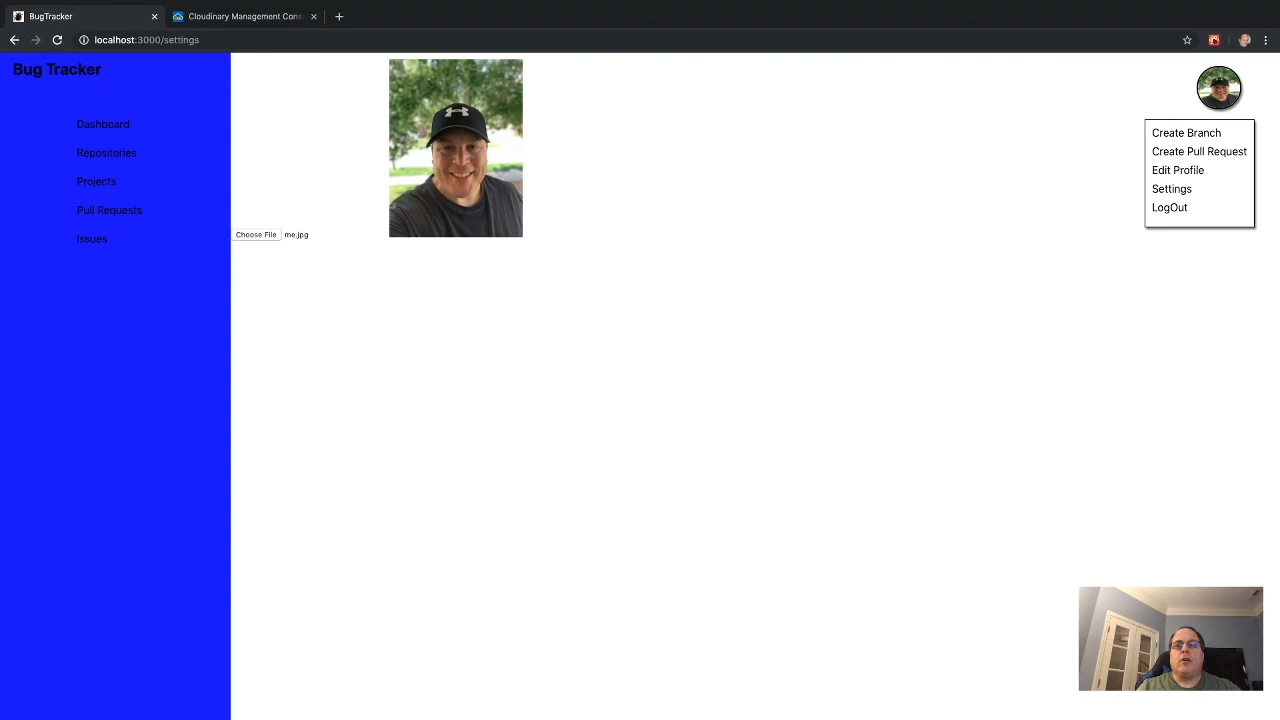 BugTracker
Cloudinary Management Cons
localhost:3000/settings
Bug Tracker
Dashboard
Repositories
Projects
Pull Requests
Issues
Choose File me.jpg
Create Branch
Create Pull Request
Edit Profile
Settings
LogOut